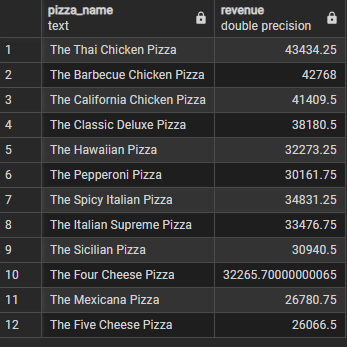 pizza_name revenue
text double precision
1 The Thai Chicken Pizza 43434.25
2 The Barbecue Chicken Pizza 42768
3 The California Chicken Pizza 41409.5
4 The Classic Deluxe Pizza 38180.5
5 The Hawaiian Pizza 32273.25
6 The Pepperoni Pizza 30161.75
7 The Spicy Italian Pizza 34831.25
8 The Italian Supreme Pizza 33476.75
9 The Sicilian Pizza 30940.5
10 The Four Cheese Pizza 32265.70000000065
11 The Mexicana Pizza 26780.75
12 The Five Cheese Pizza 26066.5